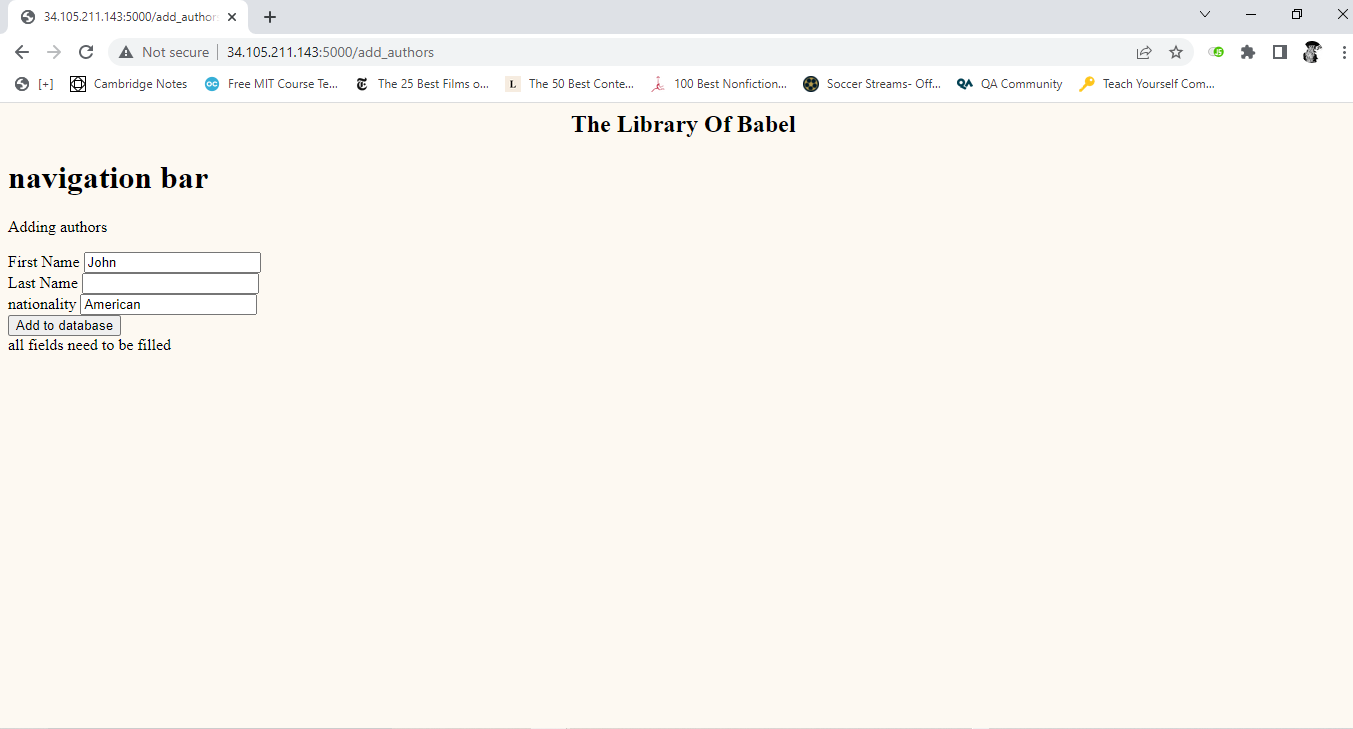 34.105.211.143:5000/add_author
Not secure 34.105.211.143:5000/add_authors
[+] Cambridge Notes Free MIT Course Te... The 25 Best Films o... The 50 Best Conte... 100 Best Nonfiction... Soccer Streams- Off... QA Community Teach Yourself Com...
The Library Of Babel
navigation bar
Adding authors
First Name John
Last Name
nationality American
Add to database
all fields need to be filled